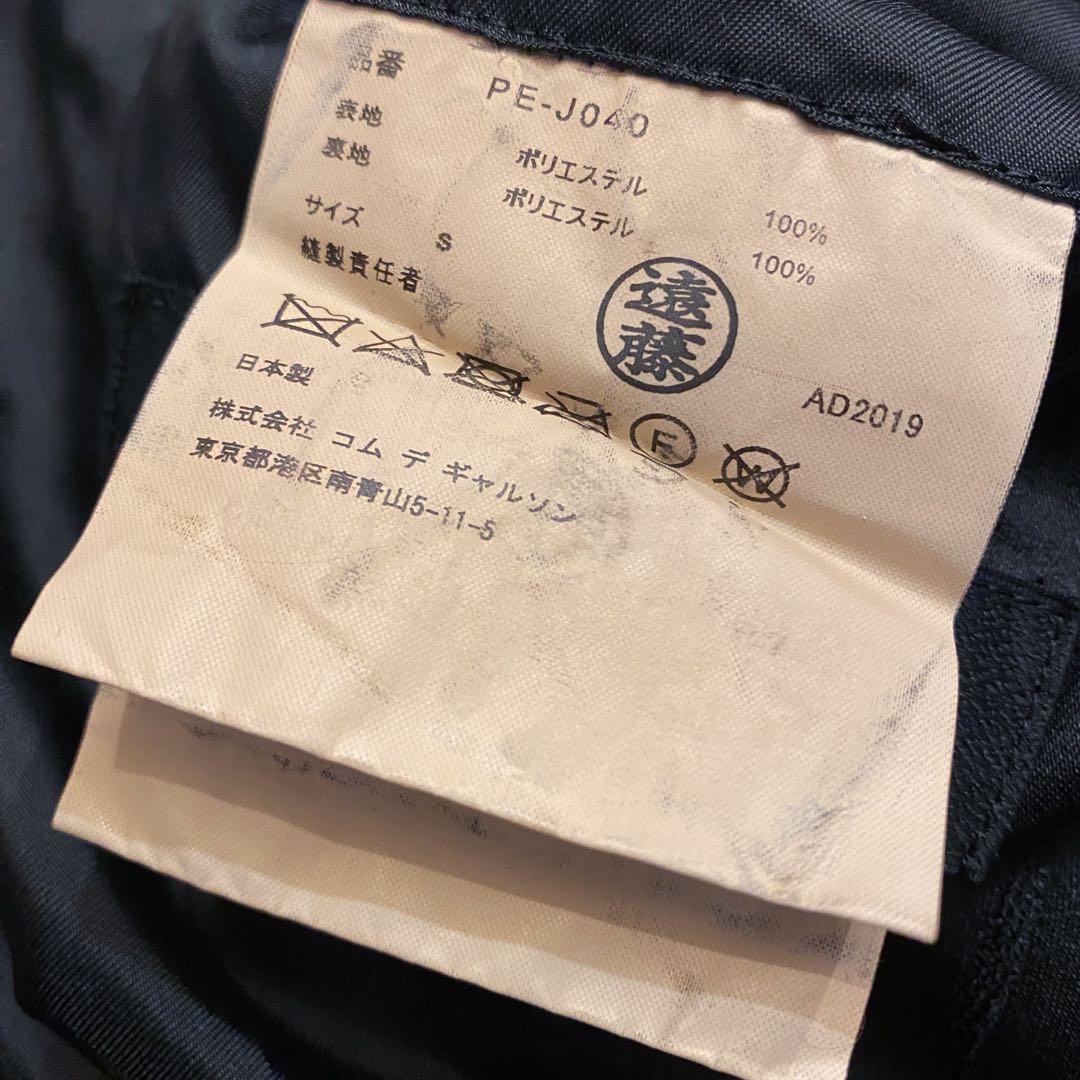 品番 PE-J040
表地 ポリエステル 100%
裏地 ポリエステル 100%
サイズ S
縫製責任者 遠藤
F W
日本製 AD2019
株式会社 コム デ ギャルソン
東京都港区南青山5-11-5